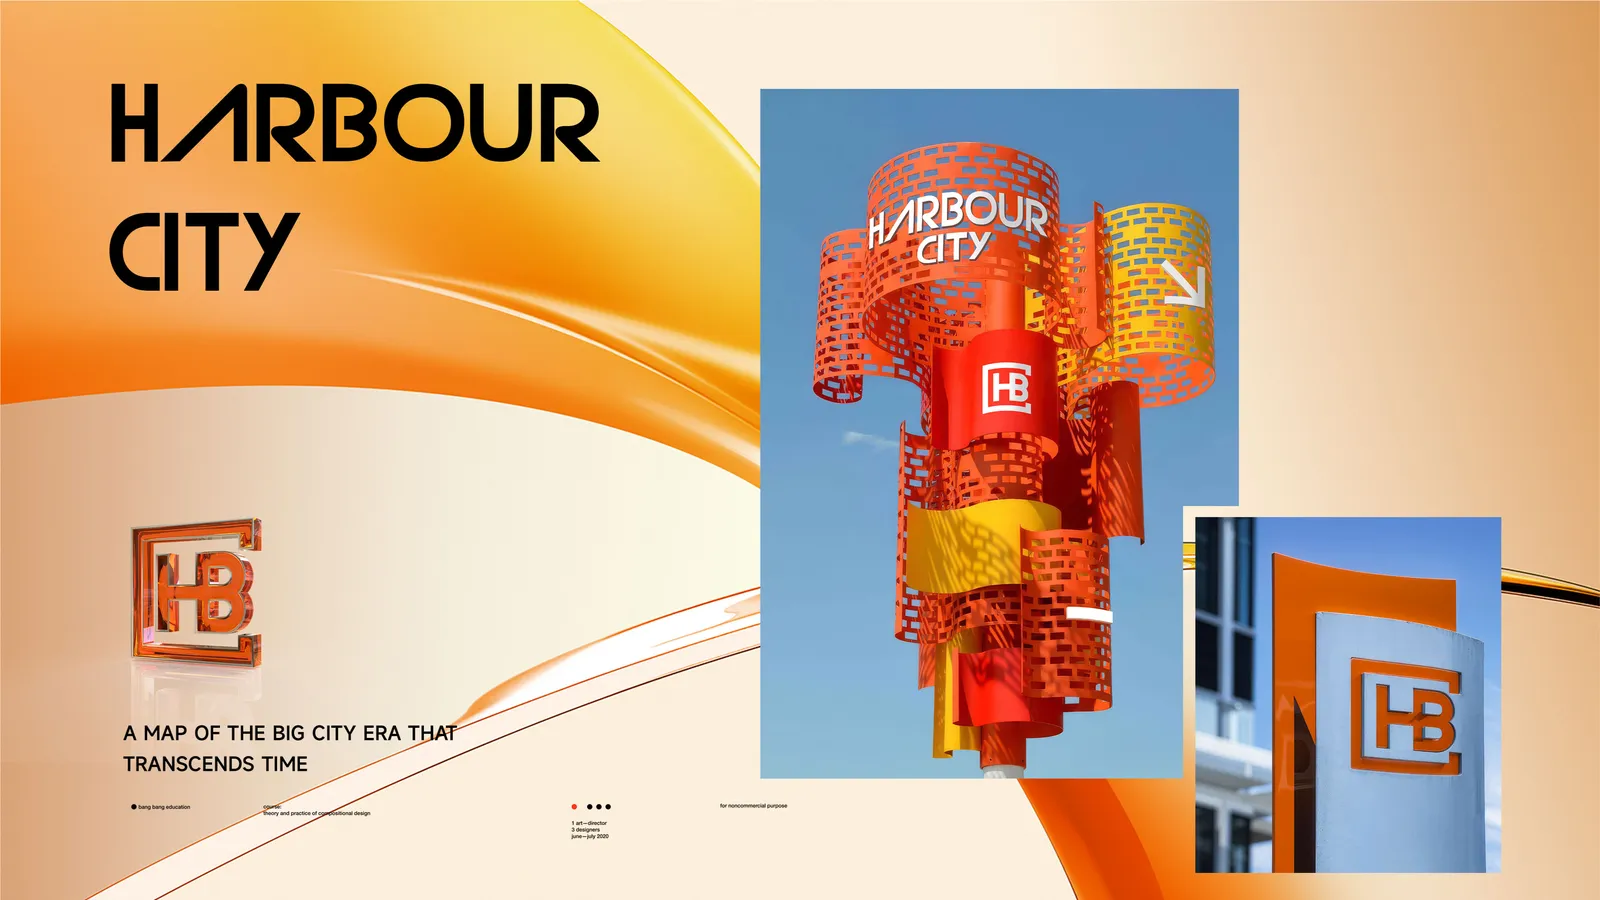 HARBOUR
CITY
HARBOUR
CITY
HB
HB
HB
A MAP OF THE BIG CITY ERA THAT
TRANSCENDS TIME
bang bang education
course:
theory and practice of compositional design
1 art—director
3 designers
june—july 2020
for noncommercial purpose